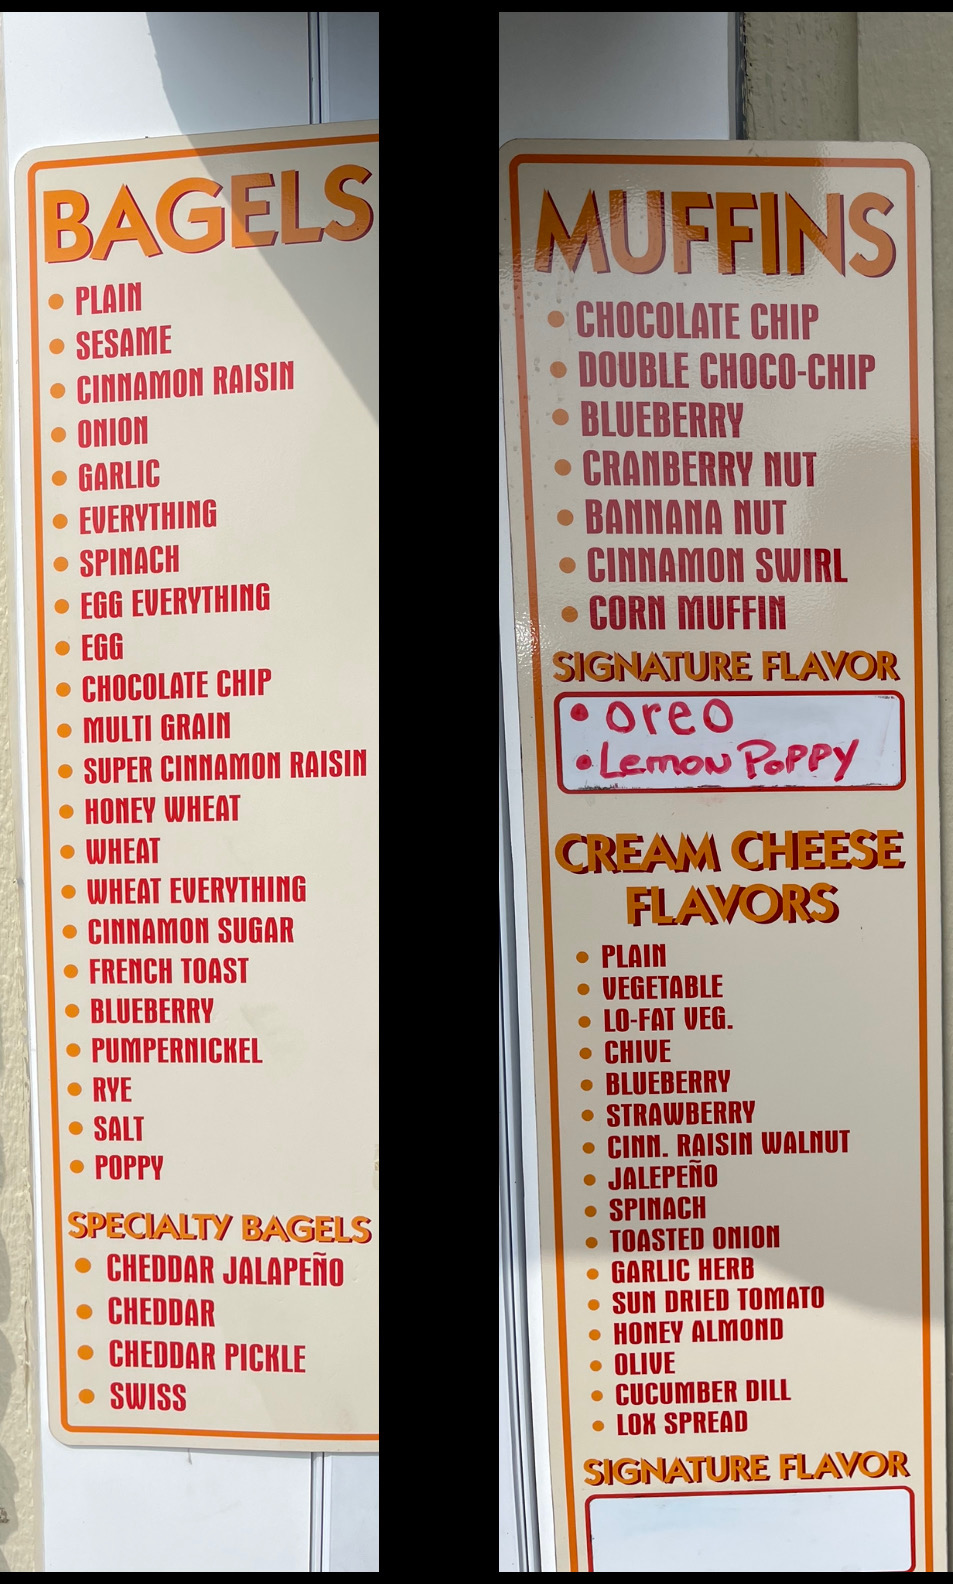 BAGELS
PLAIN
SESAME
CINNAMON RAISIN
ONION
GARLIC
EVERYTHING
SPINACH
EGG EVERYTHING
EGG
CHOCOLATE CHIP
MULTI GRAIN
SUPER CINNAMON RAISIN
HONEY WHEAT
WHEAT
WHEAT EVERYTHING
CINNAMON SUGAR
FRENCH TOAST
BLUEBERRY
PUMPERNICKEL
RYE
SALT
POPPY
SPECIALTY BAGELS
CHEDDAR JALAPEÑO
CHEDDAR
CHEDDAR PICKLE
SWISS
MUFFINS
CHOCOLATE CHIP
DOUBLE CHOCO-CHIP
BLUEBERRY
CRANBERRY NUT
BANNANA NUT
CINNAMON SWIRL
CORN MUFFIN
SIGNATURE FLAVOR
• oreo
• Lemon Poppy
CREAM CHEESE
FLAVORS
PLAIN
VEGETABLE
LO-FAT VEG.
CHIVE
BLUEBERRY
STRAWBERRY
CINN. RAISIN WALNUT
JALEPEÑO
SPINACH
TOASTED ONION
GARLIC HERB
SUN DRIED TOMATO
HONEY ALMOND
OLIVE
CUCUMBER DILL
LOX SPREAD
SIGNATURE FLAVOR